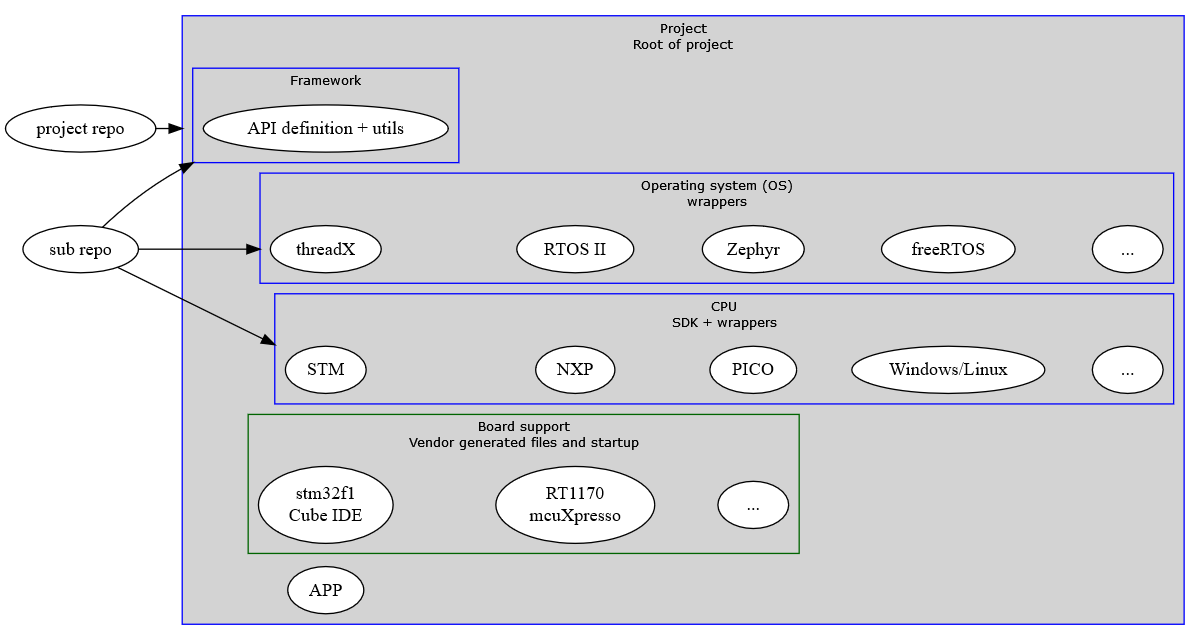 Project
Root of project
Framework
project repo
API definition + utils
Operating system (OS)
wrappers
sub repo
threadX
RTOS II
Zephyr
freeRTOS
...
CPU
SDK + wrappers
STM
NXP
PICO
Windows/Linux
...
Board support
Vendor generated files and startup
stm32f1
Cube IDE
RT1170
mcuXpresso
...
APP